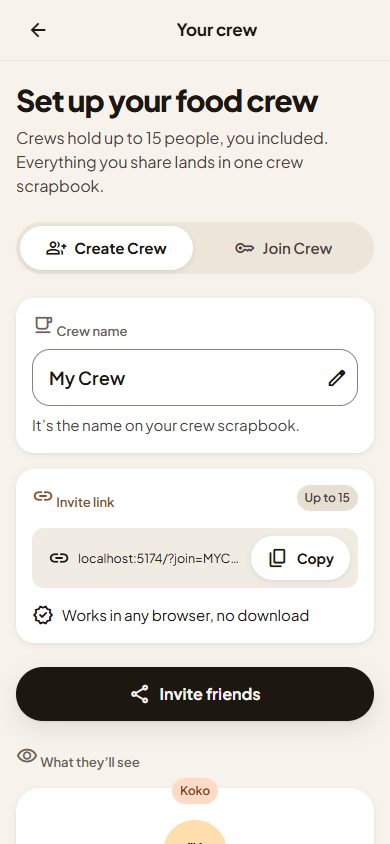 Your crew
Set up your food crew
Crews hold up to 15 people, you included.
Everything you share lands in one crew
scrapbook.
Create Crew
Join Crew
Crew name
My Crew
It's the name on your crew scrapbook.
Invite link
Up to 15
localhost:5174/?join=MYC...
Copy
Works in any browser, no download
Invite friends
What they'll see
Koko